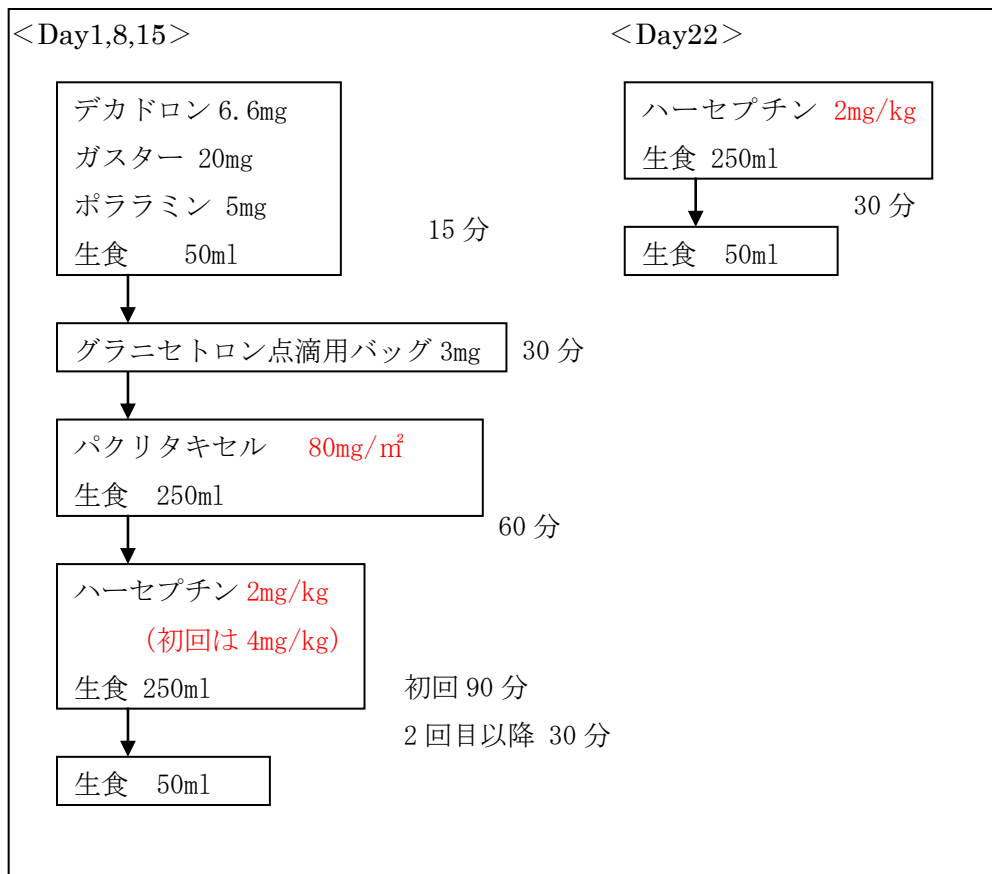 ＜Day1,8,15＞
デカドロン 6.6mg
ガスター 20mg
ポララミン 5mg
生食　50ml
15 分
グラニセトロン点滴用バッグ 3mg
30 分
パクリタキセル　80mg/㎡
生食　250ml
60 分
ハーセプチン 2mg/kg
（初回は 4mg/kg）
生食 250ml
初回 90 分
2 回目以降 30 分
生食　50ml
＜Day22＞
ハーセプチン 2mg/kg
生食 250ml
30 分
生食　50ml